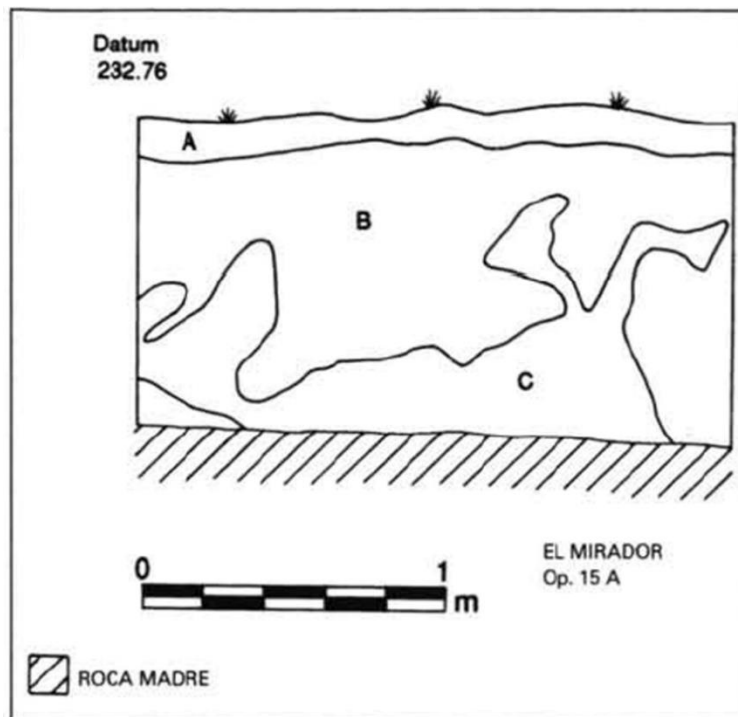 Datum
232.76
A
B
C
0 1
m
EL MIRADOR
Op. 15 A
ROCA MADRE